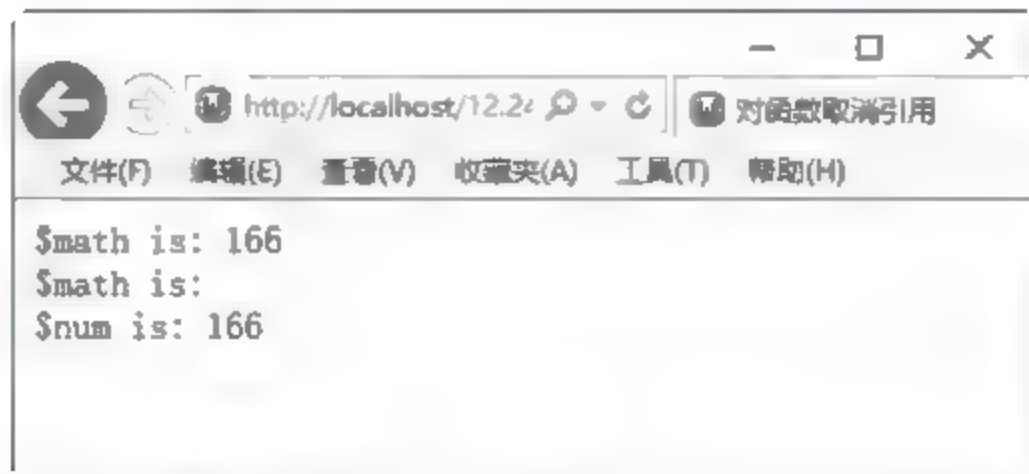 http://localhost/12.24
对函数取消引用
文件(F) 编辑(E) 查看(V) 收藏夹(A) 工具(T) 帮助(H)
$math is: 166
$math is:
$num is: 166